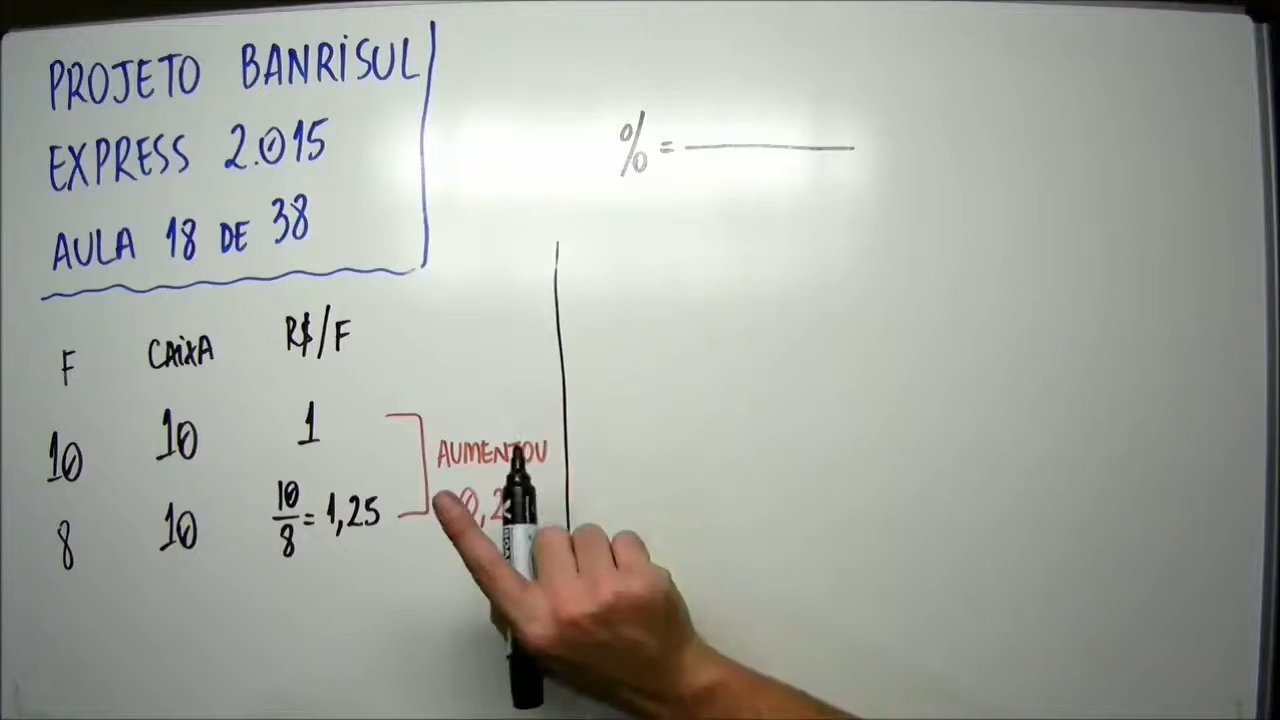 PROJETO BANRISUL
EXPRESS 2.015
AULA 18 DE 38
% =
F CAIXA R$/F
10 10 1
8 10 10/8 = 1,25
AUMENTOU